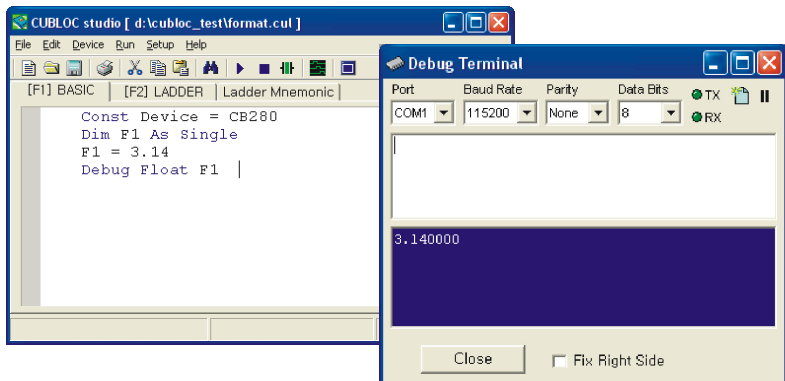 CUBLOC studio [ d:\cubloc_test\format.cul ]
File Edit Device Run Setup Help
[F1] BASIC [F2] LADDER Ladder Mnemonic
Const Device = CB280
Dim F1 As Single
F1 = 3.14
Debug Float F1
Debug Terminal
Port Baud Rate Parity Data Bits
COM1 115200 None 8
TX
RX
3.140000
Close Fix Right Side